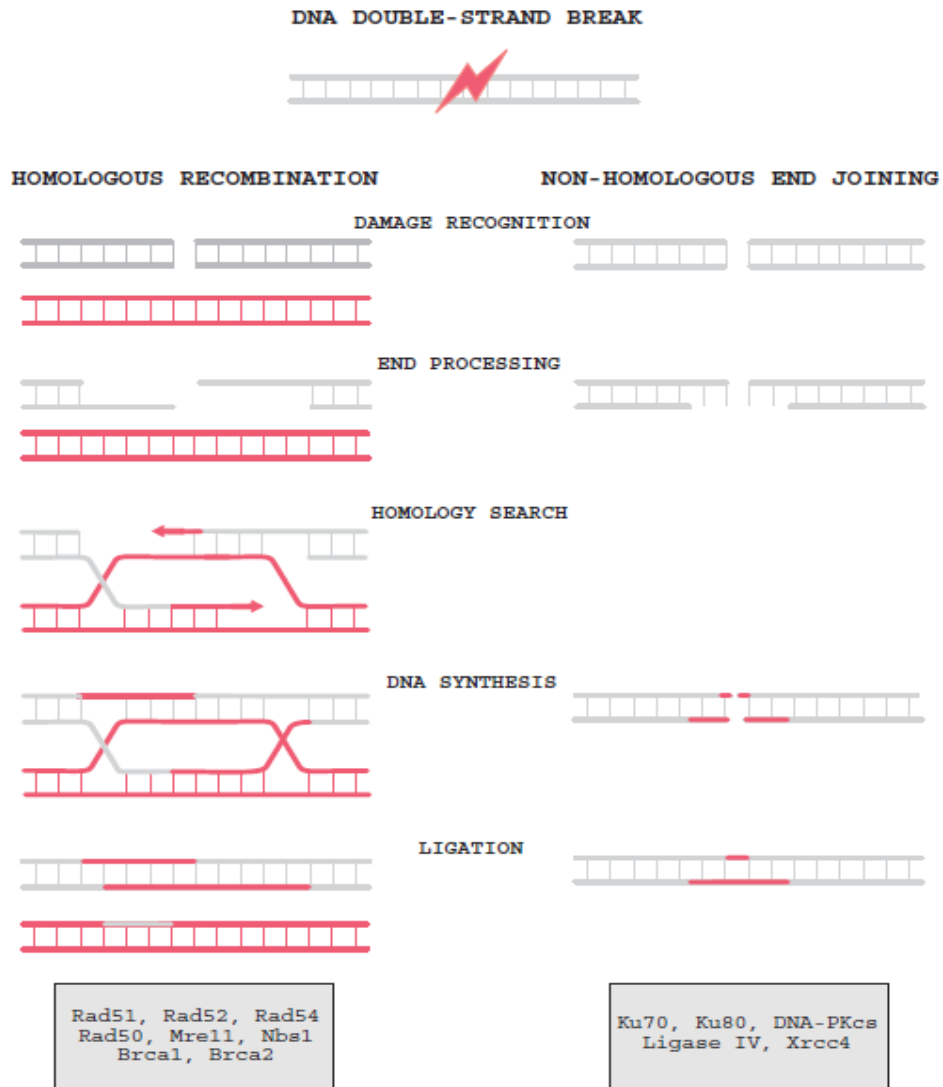 DNA DOUBLE-STRAND BREAK
HOMOLOGOUS RECOMBINATION
NON-HOMOLOGOUS END JOINING
DAMAGE RECOGNITION
END PROCESSING
HOMOLOGY SEARCH
DNA SYNTHESIS
LIGATION
Rad51, Rad52, Rad54
Rad50, Mre11, Nbs1
Brca1, Brca2
Ku70, Ku80, DNA-PKcs
Ligase IV, Xrcc4